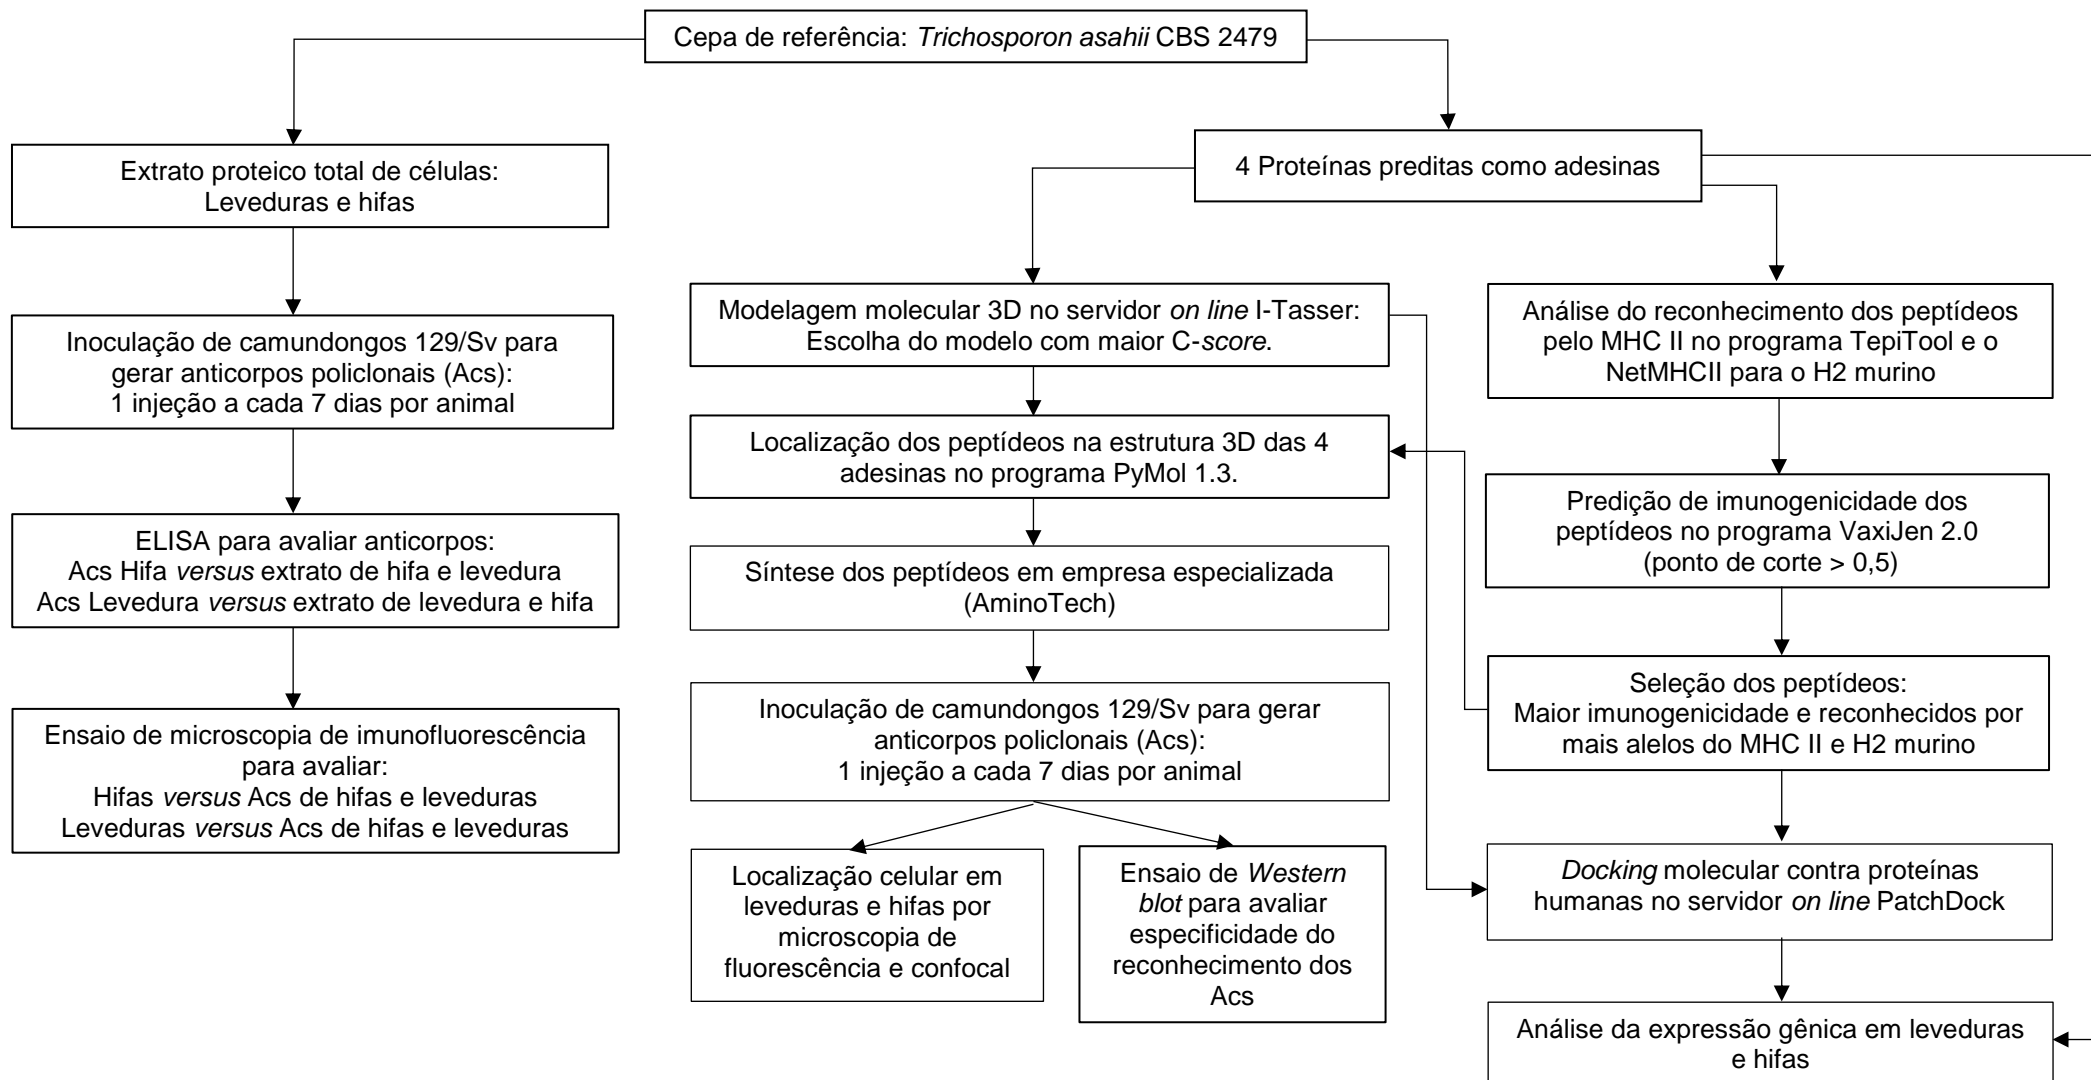 Cepa de referência: Trichosporon asahii CBS 2479
Extrato proteico total de células:
Leveduras e hifas
Inoculação de camundongos 129/Sv para
gerar anticorpos policlonais (Acs):
1 injeção a cada 7 dias por animal
ELISA para avaliar anticorpos:
Acs Hifa versus extrato de hifa e levedura
Acs Levedura versus extrato de levedura e hifa
Ensaio de microscopia de imunofluorescência
para avaliar:
Hifas versus Acs de hifas e leveduras
Leveduras versus Acs de hifas e leveduras
4 Proteínas preditas como adesinas
Modelagem molecular 3D no servidor on line I-Tasser:
Escolha do modelo com maior C-score.
Localização dos peptídeos na estrutura 3D das 4
adesinas no programa PyMol 1.3.
Síntese dos peptídeos em empresa especializada
(AminoTech)
Inoculação de camundongos 129/Sv para gerar
anticorpos policlonais (Acs):
1 injeção a cada 7 dias por animal
Localização celular em
leveduras e hifas por
microscopia de
fluorescência e confocal
Ensaio de Western
blot para avaliar
especificidade do
reconhecimento dos
Acs
Análise do reconhecimento dos peptídeos
pelo MHC II no programa TepiTool e o
NetMHCII para o H2 murino
Predição de imunogenicidade dos
peptídeos no programa VaxiJen 2.0
(ponto de corte > 0,5)
Seleção dos peptídeos:
Maior imunogenicidade e reconhecidos por
mais alelos do MHC II e H2 murino
Docking molecular contra proteínas
humanas no servidor on line PatchDock
Análise da expressão gênica em leveduras
e hifas